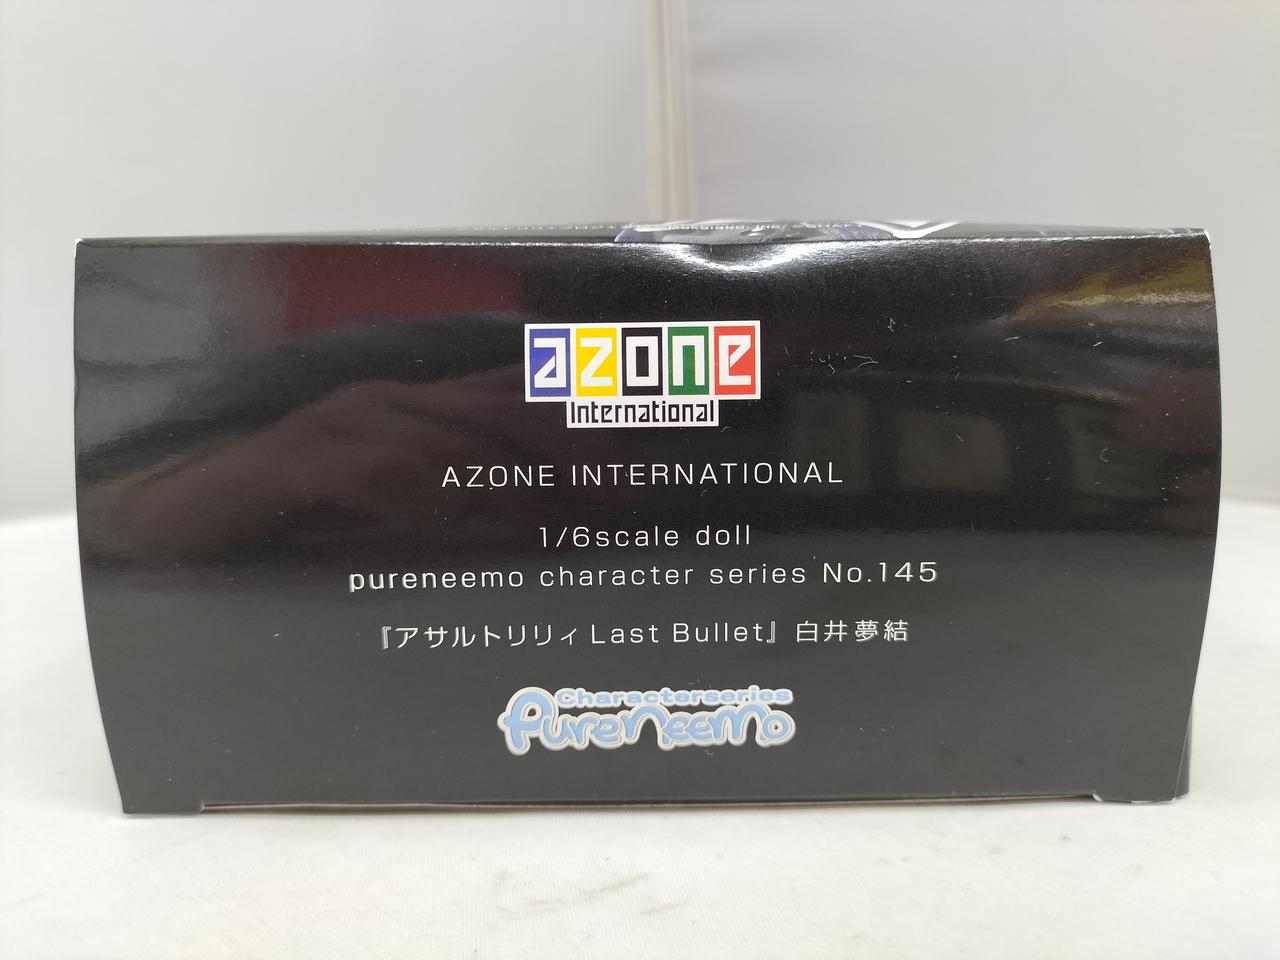 azone
International
AZONE INTERNATIONAL
1/6scale doll
pureneemo character series No.145
『アサルトリリィ Last Bullet』 白井夢結
Characterseries
PureNeemo